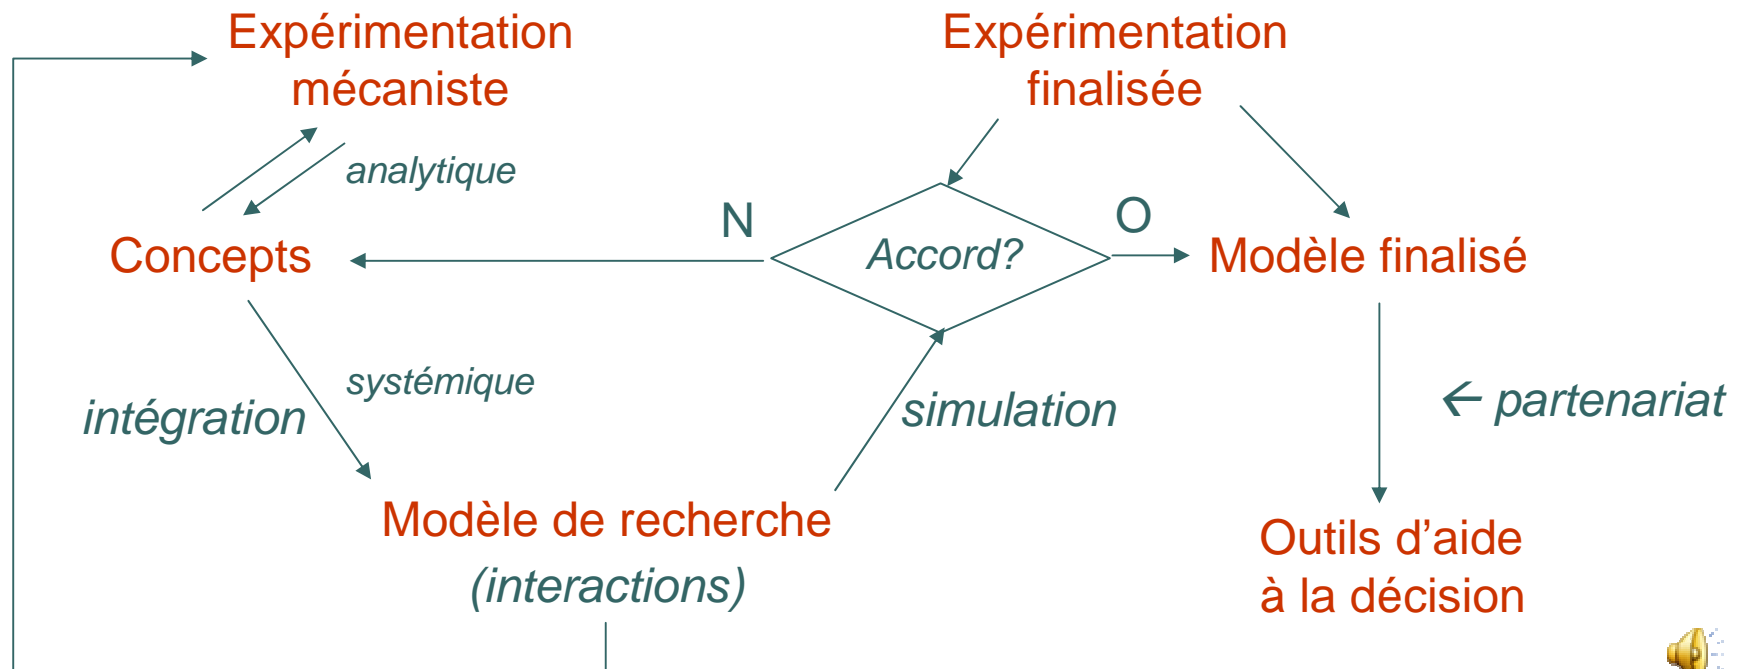 Expérimentation
mécaniste
Expérimentation
finalisée
analytique
N
O
Concepts
Accord?
Modèle finalisé
systémique
intégration
simulation
← partenariat
Modèle de recherche
(interactions)
Outils d’aide
à la décision